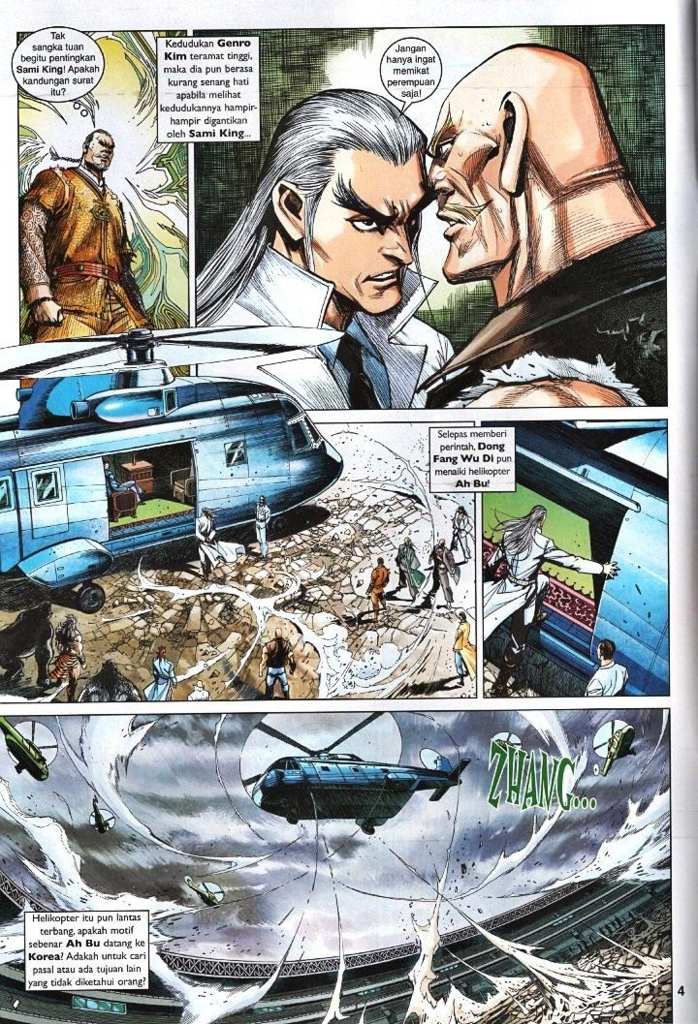 Tak
sangka tuan
begitu pentingkan
Sami King! Apakah
kandungan surat
itu?
Kedudukan Genro
Kim teramat tinggi,
maka dia pun berasa
kurang senang hati
apabila melihat
kedudukannya hampir-
hampir digantikan
oleh Sami King...
Jangan
hanya ingat
memikat
perempuan
saja!
Selepas memberi
perintah, Dong
Fang Wu Di pun
menaiki helikopter
Ah Bu!
ZHANG...
Helikopter itu pun lantas
terbang, apakah motif
sebenar Ah Bu datang ke
Korea? Adakah untuk cari
pasal atau ada tujuan lain
yang tidak diketahui orang?
4